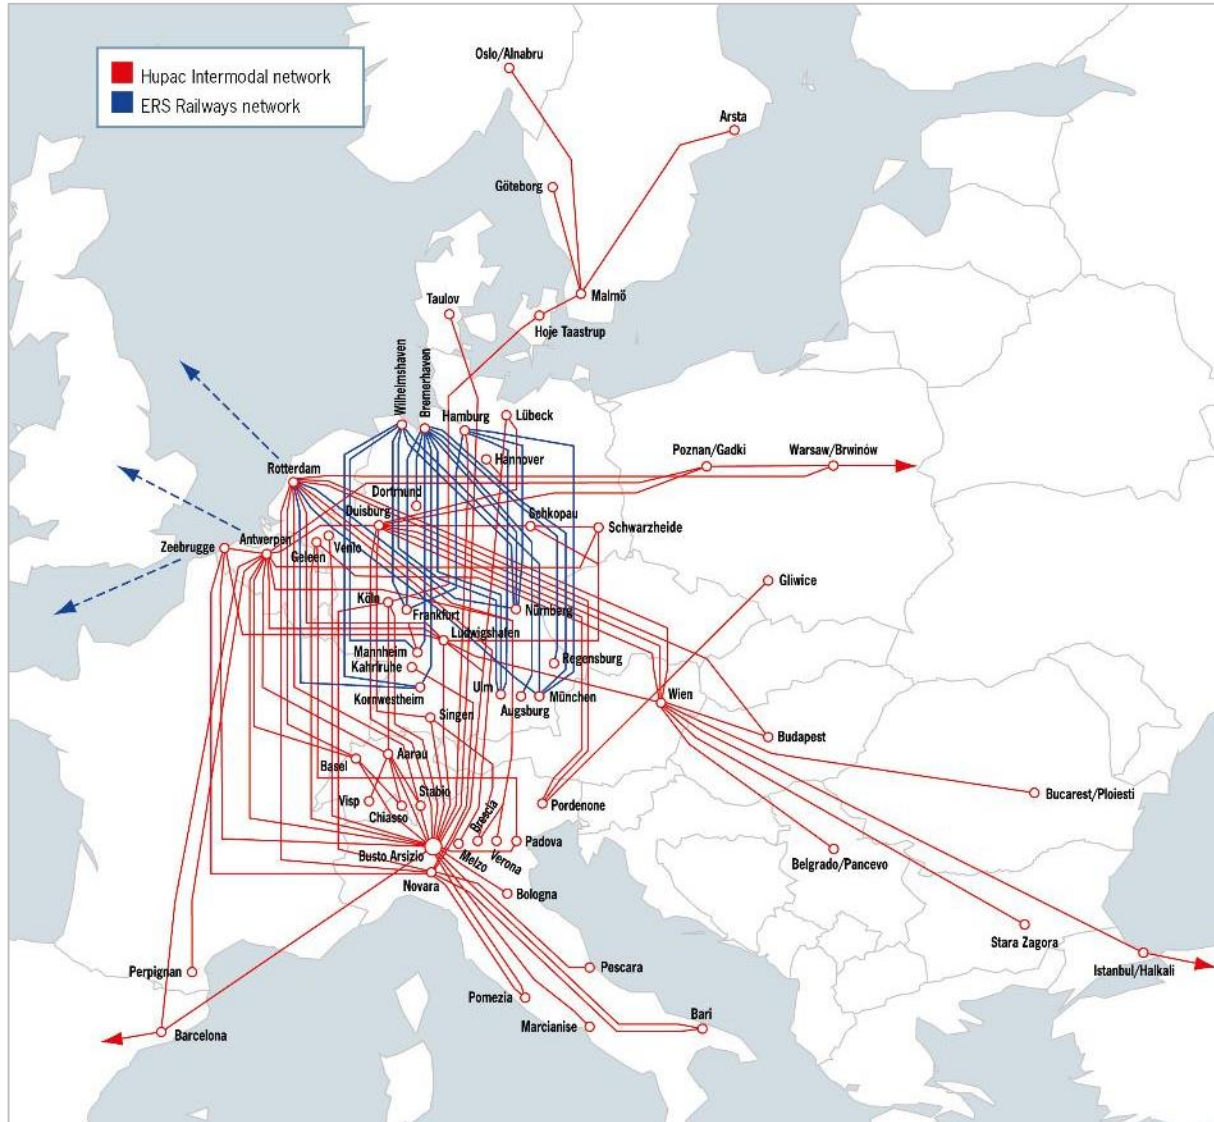 Hupac Intermodal network
ERS Railways network
Oslo/Alnabru
Arsta
Göteborg
Malmö
Taulov
Hoje Taastrup
Wilhelmshaven
Bremerhaven
Hamburg
Lübeck
Hannover
Poznan/Gadki
Warsaw/Brwinów
Rotterdam
Dortmund
Duisburg
Schkopau
Schwarzheide
Zeebrugge
Antwerpen
Geleen
Venlo
Gliwice
Köln
Frankfurt
Nürnberg
Ludwigshafen
Mannheim
Kahrlruhe
Regensburg
Kornwestheim
Ulm
Augsburg
München
Wien
Singen
Budapest
Basel
Aarau
Visp
Chiasso
Stabio
Brescia
Pordenone
Bucarest/Ploiesti
Busto Arsizio
Melzo
Verona
Padova
Belgrado/Pancevo
Novara
Bologna
Stara Zagora
Istanbul/Halkali
Perpignan
Pescara
Pomezia
Marcianise
Bari
Barcelona